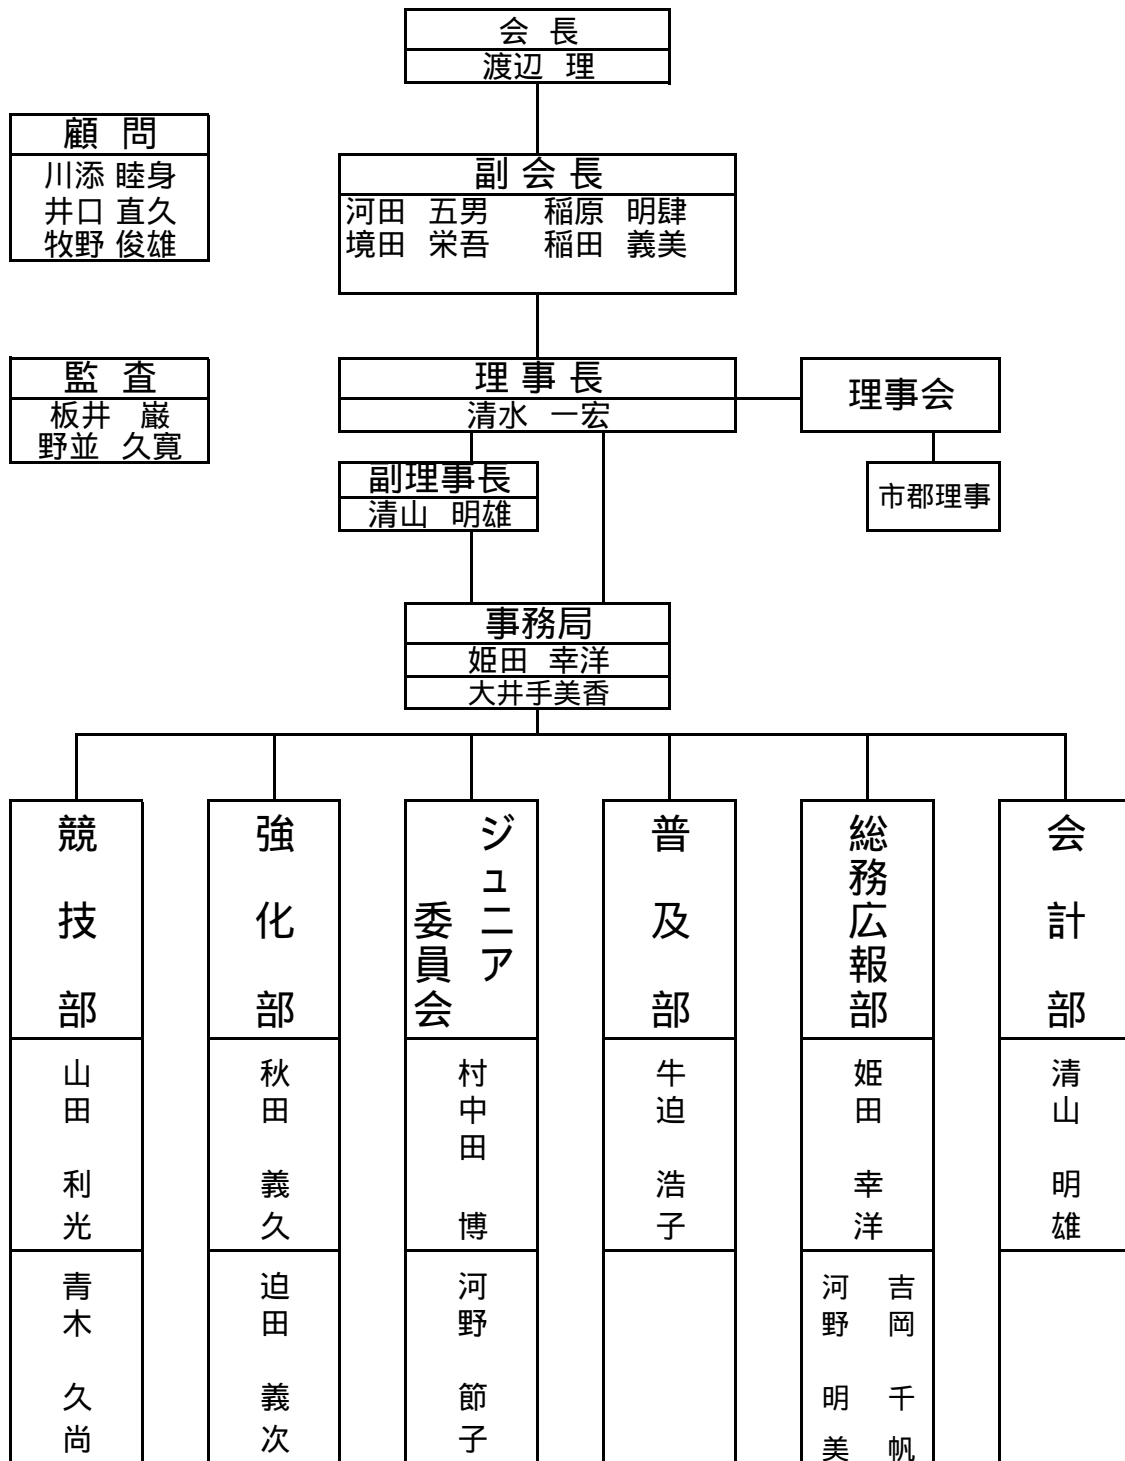 会 長
渡辺 理
顧 問
川添 睦身
井口 直久
牧野 俊雄
副 会 長
河田 五男 稲原 明肆
境田 栄吾 稲田 義美
監 査
板井 巌
野並 久寛
理 事 長
清水 一宏
理事会
副理事長
清山 明雄
市郡理事
事務局
姫田 幸洋
大井手美香
競技部
山田 利光
青木 久尚
強化部
秋田 義久
迫田 義次
ジュニア
委員会
村中田 博
河野 節子
普及部
牛迫 浩子
総務広報部
姫田 幸洋
吉岡 千帆
河野 明美
会計部
清山 明雄